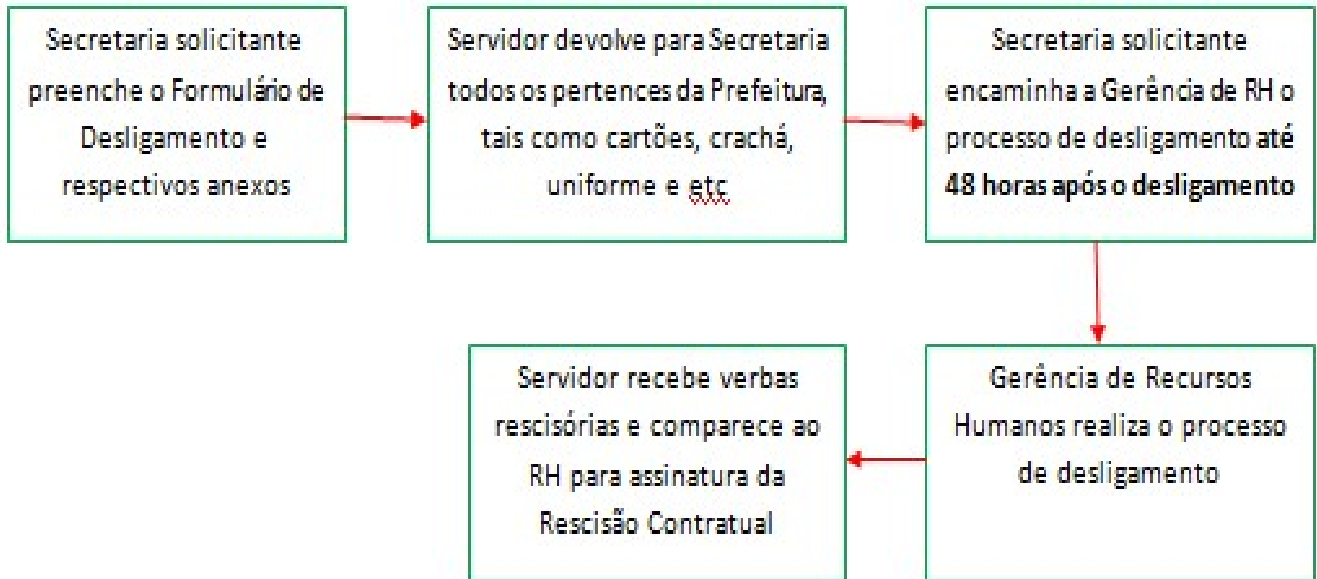 Secretaria solicitante
preenche o Formulário de
Desligamento e
respectivos anexos
Servidor devolve para Secretaria
todos os pertences da Prefeitura,
tais como cartões, crachá,
uniforme e etc
Secretaria solicitante
encaminha a Gerência de RH o
processo de desligamento até
48 horas após o desligamento
Gerência de Recursos
Humanos realiza o processo
de desligamento
Servidor recebe verbas
rescisórias e comparece ao
RH para assinatura da
Rescisão Contratual